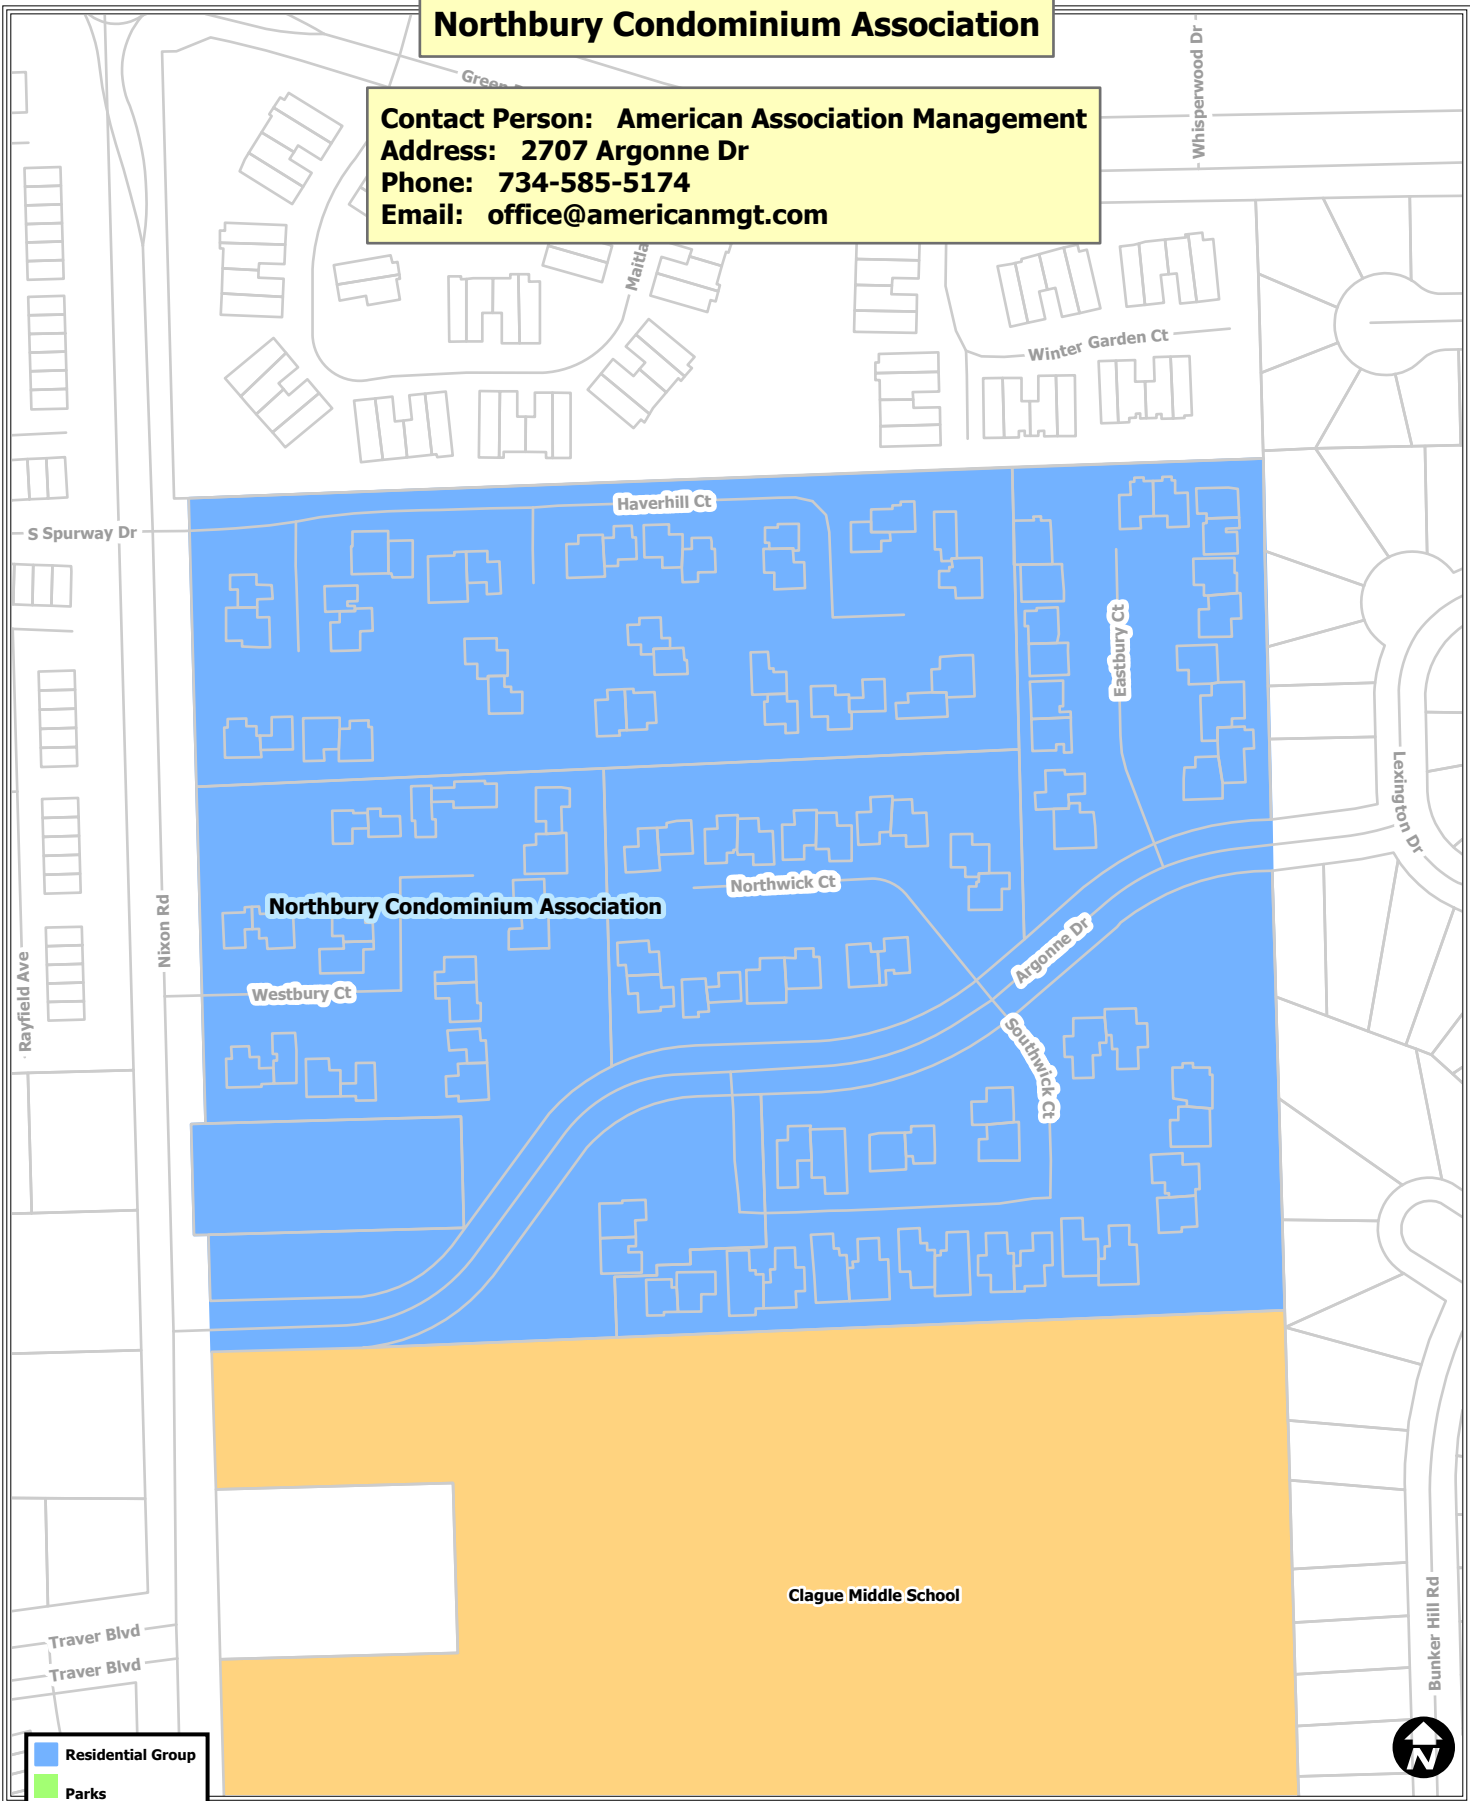 Northbury Condominium Association
Whisperwood Dr
Contact Person: American Association Management
Address: 2707 Argonne Dr
Phone: 734-585-5174
Email: office@americanmgt.com
Winter Garden Ct
Haverhill Ct
S Spurway Dr
Eastbury Ct
Lexington Dr
Northwick Ct
Northbury Condominium Association
Nixon Rd
Argonne Dr
Rayfield Ave
Westbury Ct
Southwick Ct
Clague Middle School
Bunker Hill Rd
Traver Blvd
Traver Blvd
Residential Group
Parks
N